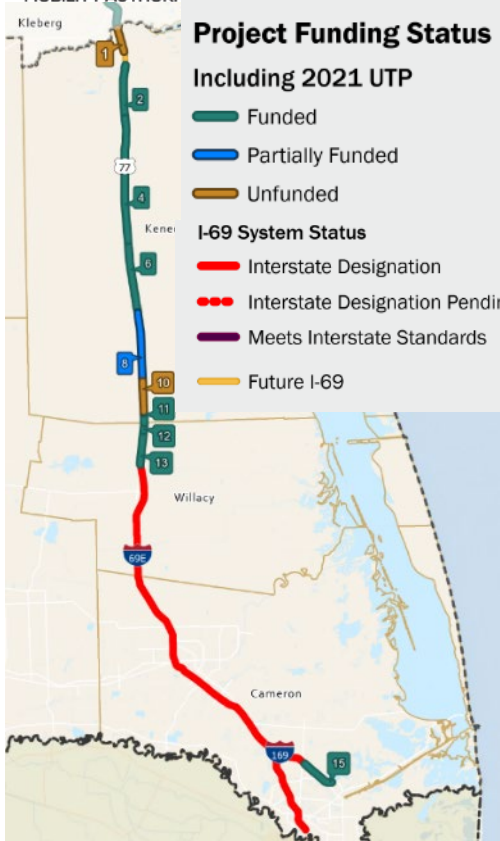 Kleberg
Project Funding Status
Including 2021 UTP
Funded
Partially Funded
Unfunded
I-69 System Status
Interstate Designation
Interstate Designation Pendin
Meets Interstate Standards
Future I-69
1
2
77
4
Kene
6
8
10
11
12
13
Willacy
69E
Cameron
169
15